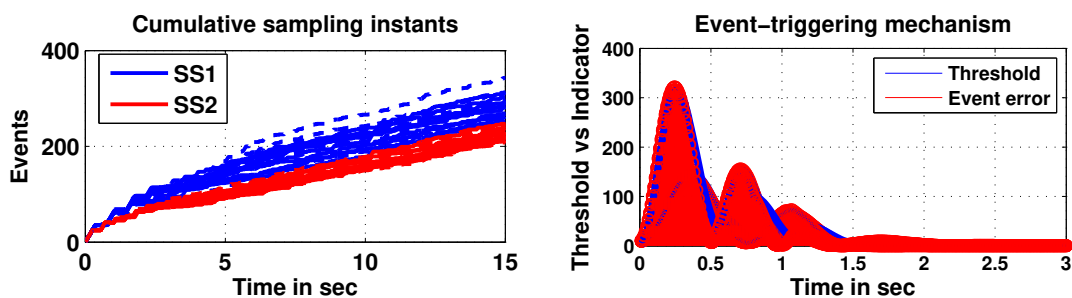 Cumulative sampling instants
400
200
0
Events
SS1
SS2
0
5
10
15
Time in sec
Event-triggering mechanism
400
300
200
100
0
Threshold vs Indicator
Threshold
Event error
0
0.5
1
1.5
2
2.5
3
Time in sec